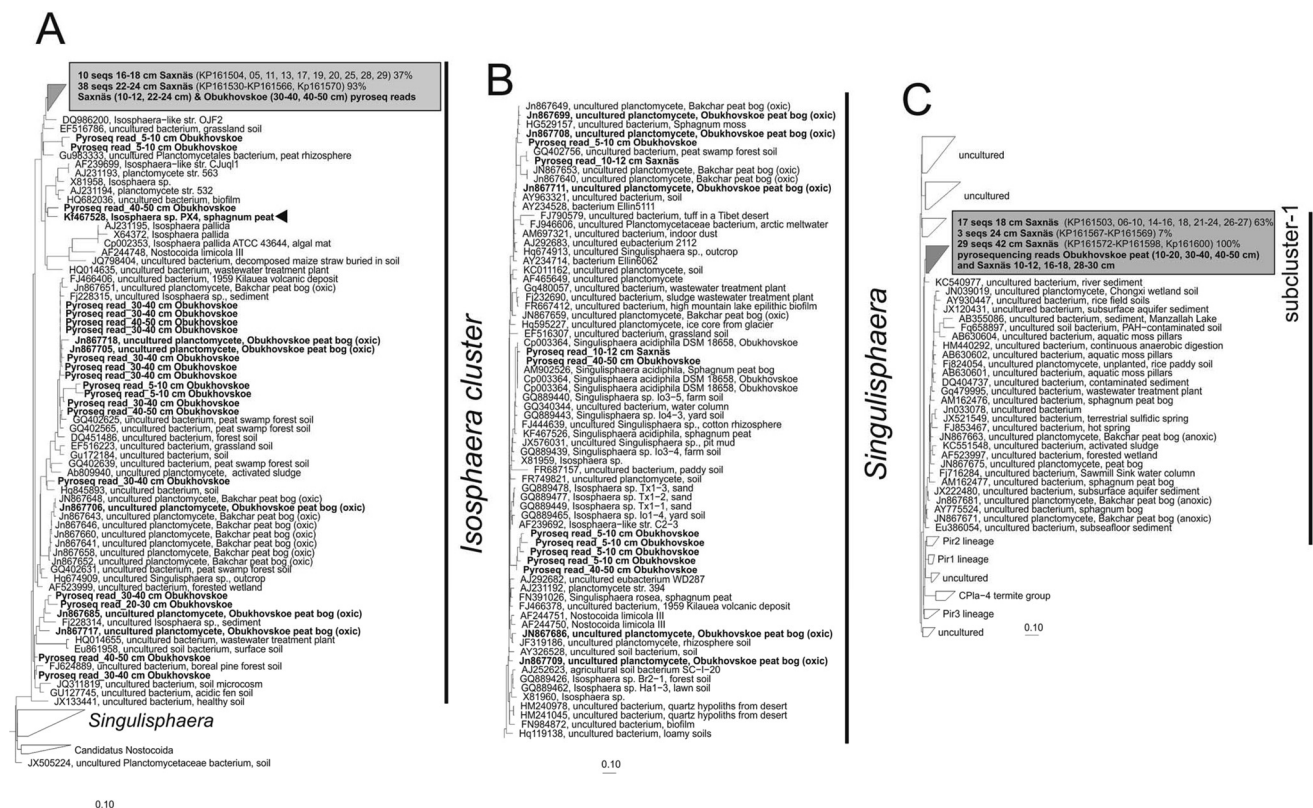 A
10 seqs 16-18 cm Saxnäs (KP161504, 05, 11, 13, 17, 19, 20, 25, 28, 29) 37%
38 seqs 22-24 cm Saxnäs (KP161530-KP161566, Kp161570) 93%
Saxnäs (10-12, 22-24 cm) & Obukhovskoe (30-40, 40-50 cm) pyroseq reads
DQ986200, Isosphaera-like str. OJF2
EF516786, uncultured bacterium, grassland soil
Pyroseq read_5-10 cm Obukhovskoe
Pyroseq read_5-10 cm Obukhovskoe
Gu983333, uncultured Planctomycetales bacterium, peat rhizosphere
AF239699, Isosphaera-like str. CJuql1
AJ231193, planctomycete str. 563
X81958, Isosphaera sp.
AJ231194, planctomycete str. 532
HQ682036, uncultured bacterium, biofilm
Pyroseq read_40-50 cm Obukhovskoe
Kf467528, Isosphaera sp. PX4, sphagnum peat
AJ231195, Isosphaera pallida
X64372, Isosphaera pallida
Cp002353, Isosphaera pallida ATCC 43644, algal mat
AF244748, Nostocoida limicola III
JQ798404, uncultured bacterium, decomposed maize straw buried in soil
HQ014635, uncultured bacterium, wastewater treatment plant
FJ466406, uncultured bacterium, 1959 Kilauea volcanic deposit
JN867651, uncultured planctomycete, Bakchar peat bog (oxic)
Fj228315, uncultured Isosphaera sp., sediment
Pyroseq read_30-40 cm Obukhovskoe
Pyroseq read_30-40 cm Obukhovskoe
Pyroseq read_40-50 cm Obukhovskoe
Pyroseq read_30-40 cm Obukhovskoe
Jn867718, uncultured planctomycete, Obukhovskoe peat bog (oxic)
Jn867705, uncultured planctomycete, Obukhovskoe peat bog (oxic)
Pyroseq read_30-40 cm Obukhovskoe
Pyroseq read_30-40 cm Obukhovskoe
Pyroseq read_30-40 cm Obukhovskoe
Pyroseq read_5-10 cm Obukhovskoe
Pyroseq read_5-10 cm Obukhovskoe
Pyroseq read_30-40 cm Obukhovskoe
Pyroseq read_40-50 cm Obukhovskoe
GQ402625, uncultured bacterium, peat swamp forest soil
GQ402565, uncultured bacterium, peat swamp forest soil
DQ451486, uncultured bacterium, forest soil
EF516223, uncultured bacterium, grassland soil
Gu172184, uncultured bacterium, soil
GQ402639, uncultured bacterium, peat swamp forest soil
Ab809940, uncultured planctomycete, activated sludge
Pyroseq read_30-40 cm Obukhovskoe
Hq845893, uncultured bacterium, soil
JN867648, uncultured planctomycete, Bakchar peat bog (oxic)
Jn867706, uncultured planctomycete, Obukhovskoe peat bog (oxic)
JN867643, uncultured planctomycete, Bakchar peat bog (oxic)
Jn867646, uncultured planctomycete, Bakchar peat bog (oxic)
JN867660, uncultured planctomycete, Bakchar peat bog (oxic)
Jn867641, uncultured planctomycete, Bakchar peat bog (oxic)
JN867658, uncultured planctomycete, Bakchar peat bog (oxic)
Jn867652, uncultured planctomycete, Bakchar peat bog (oxic)
GQ402631, uncultured bacterium, peat swamp forest soil
Hq674909, uncultured Singulisphaera sp., outcrop
AF523999, uncultured bacterium, forested wetland
Pyroseq read_30-40 cm Obukhovskoe
Pyroseq read_20-30 cm Obukhovskoe
Jn867685, uncultured planctomycete, Obukhovskoe peat bog (oxic)
Fj228314, uncultured Isosphaera sp., sediment
Jn867717, uncultured planctomycete, Obukhovskoe peat bog (oxic)
HQ014655, uncultured bacterium, wastewater treatment plant
Eu861958, uncultured soil bacterium, surface soil
Pyroseq read_40-50 cm Obukhovskoe
FJ624889, uncultured bacterium, boreal pine forest soil
Pyroseq read_30-40 cm Obukhovskoe
JQ311819, uncultured bacterium, soil microcosm
GU127745, uncultured bacterium, acidic fen soil
JX133441, uncultured bacterium, healthy soil
Singulisphaera
Candidatus Nostocoida
JX505224, uncultured Planctomycetaceae bacterium, soil
0.10
Isosphaera cluster
B
Jn867649, uncultured planctomycete, Bakchar peat bog (oxic)
Jn867699, uncultured planctomycete, Obukhovskoe peat bog (oxic)
HG529157, uncultured bacterium, Sphagnum moss
Jn867708, uncultured planctomycete, Obukhovskoe peat bog (oxic)
Pyroseq read_5-10 cm Obukhovskoe
GQ402756, uncultured bacterium, peat swamp forest soil
Pyroseq read_10-12 cm Saxnäs
JN867653, uncultured planctomycete, Bakchar peat bog (oxic)
Jn867640, uncultured planctomycete, Bakchar peat bog (oxic)
Jn867711, uncultured planctomycete, Obukhovskoe peat bog (oxic)
AY963321, uncultured bacterium, soil
AY234528, bacterium Ellin5111
FJ790579, uncultured bacterium, tuff in a Tibet desert
FJ946606, uncultured Planctomycetaceae bacterium, arctic meltwater
AM697321, uncultured bacterium, indoor dust
AJ292683, uncultured eubacterium 2112
Hq674913, uncultured Singulisphaera sp., outcrop
AY234714, bacterium Ellin6062
KC011162, uncultured planctomycete, soil
AF465649, uncultured planctomycete
Gq480057, uncultured bacterium, wastewater treatment plant
Fj232690, uncultured bacterium, sludge wastewater treatment plant
FR667412, uncultured bacterium, high mountain lake epilithic biofilm
JN867659, uncultured planctomycete, Bakchar peat bog (oxic)
Hq595227, uncultured planctomycete, ice core from glacier
EF516307, uncultured bacterium, grassland soil
Cp003364, Singulisphaera acidiphila DSM 18658, Obukhovskoe
Pyroseq read_10-12 cm Saxnäs
Pyroseq read_40-50 cm Obukhovskoe
AM902526, Singulisphaera acidiphila, Sphagnum peat bog
Cp003364, Singulisphaera acidiphila DSM 18658, Obukhovskoe
Cp003364, Singulisphaera acidiphila DSM 18658, Obukhovskoe
GQ889440, Singulisphaera sp. Io3-5, farm soil
GQ340344, uncultured bacterium, water column
GQ889443, Singulisphaera sp. Io4-3, yard soil
FJ444639, uncultured Singulisphaera sp., cotton rhizosphere
KF467526, Singulisphaera acidiphila, sphagnum peat
JX576031, uncultured Singulisphaera sp., pit mud
GQ889439, Singulisphaera sp. Io3-4, farm soil
X81959, Isosphaera sp.
FR687157, uncultured bacterium, paddy soil
FR749821, uncultured planctomycete, soil
GQ889478, Isosphaera sp. Tx1-3, sand
GQ889477, Isosphaera sp. Tx1-2, sand
GQ889449, Isosphaera sp. Tx1-1, sand
GQ889465, Isosphaera sp. Io1-4, yard soil
AF239692, Isosphaera-like str. C2-3
Pyroseq read_5-10 cm Obukhovskoe
Pyroseq read_5-10 cm Obukhovskoe
Pyroseq read_5-10 cm Obukhovskoe
Pyroseq read_5-10 cm Obukhovskoe
Pyroseq read_40-50 cm Obukhovskoe
AJ292682, uncultured eubacterium WD287
AJ231192, planctomycete str. 394
FN391026, Singulisphaera rosea, sphagnum peat
FJ466378, uncultured bacterium, 1959 Kilauea volcanic deposit
AF244751, Nostocoida limicola III
AF244750, Nostocoida limicola III
JN867686, uncultured planctomycete, Obukhovskoe peat bog (oxic)
JF319186, uncultured planctomycete, rhizosphere soil
AY326528, uncultured bacterium, soil
Jn867709, uncultured planctomycete, Obukhovskoe peat bog (oxic)
AJ252623, agricultural soil bacterium SC-I-20
GQ889426, Isosphaera sp. Br2-1, forest soil
GQ889462, Isosphaera sp. Ha1-3, lawn soil
X81960, Isosphaera sp.
HM240978, uncultured bacterium, quartz hypoliths from desert
HM241045, uncultured bacterium, quartz hypoliths from desert
FN984872, uncultured bacterium, biofilm
Hq119138, uncultured bacterium, loamy soils
0.10
Singulisphaera
C
uncultured
uncultured
17 seqs 18 cm Saxnäs (KP161503, 06-10, 14-16, 18, 21-24, 26-27) 63%
3 seqs 24 cm Saxnäs (KP161567-KP161569) 7%
29 seqs 42 cm Saxnäs (KP161572-KP161598, Kp161600) 100%
pyrosequencing reads Obukhovskoe peat (10-20, 30-40, 40-50 cm)
and Saxnäs 10-12, 16-18, 28-30 cm
KC540977, uncultured bacterium, river sediment
JN039019, uncultured planctomycete, Chongxi wetland soil
AY930447, uncultured bacterium, rice field soils
JX120431, uncultured bacterium, subsurface aquifer sediment
AB355086, uncultured bacterium, sediment, Manzallah Lake
Fq658897, uncultured soil bacterium, PAH-contaminated soil
AB630604, uncultured bacterium, aquatic moss pillars
HM440292, uncultured bacterium, continuous anaerobic digestion
AB630602, uncultured bacterium, aquatic moss pillars
Fj824054, uncultured planctomycete, unplanted, rice paddy soil
AB630601, uncultured bacterium, aquatic moss pillars
DQ404737, uncultured bacterium, contaminated sediment
Gq479995, uncultured bacterium, wastewater treatment plant
AM162476, uncultured bacterium, sphagnum peat bog
Jn033078, uncultured bacterium
JX521549, uncultured bacterium, terrestrial sulfidic spring
FJ853467, uncultured bacterium, hot spring
JN867663, uncultured planctomycete, Bakchar peat bog (anoxic)
KC551548, uncultured bacterium, activated sludge
AF523997, uncultured bacterium, forested wetland
JN867675, uncultured planctomycete, peat bog
Fj716284, uncultured bacterium, Sawmill Sink water column
AM162477, uncultured bacterium, sphagnum peat bog
JX222480, uncultured bacterium, subsurface aquifer sediment
Jn867681, uncultured planctomycete, Bakchar peat bog (anoxic)
AY775524, uncultured bacterium, sphagnum bog
JN867671, uncultured planctomycete, Bakchar peat bog (anoxic)
Eu386054, uncultured bacterium, subseafloor sediment
Pir2 lineage
Pir1 lineage
uncultured
CPla-4 termite group
Pir3 lineage
uncultured
0.10
subcluster-1